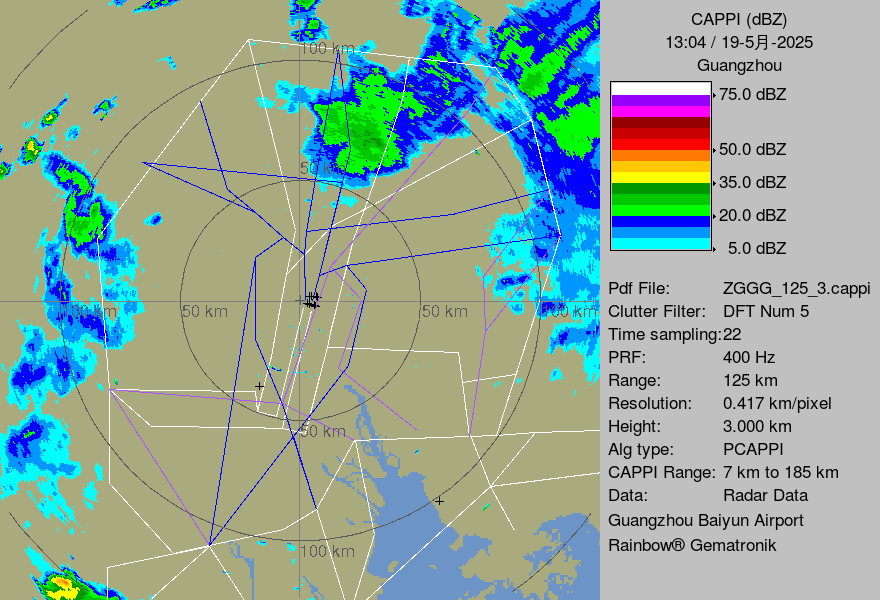 100 km
50 km
100 km
50 km
50 km
100 km
50 km
100 km
CAPPI (dBZ)
13:04 / 19-5月-2025
Guangzhou
75.0 dBZ
50.0 dBZ
35.0 dBZ
20.0 dBZ
5.0 dBZ
Pdf File: ZGGG_125_3.cappi
Clutter Filter: DFT Num 5
Time sampling:22
PRF: 400 Hz
Range: 125 km
Resolution: 0.417 km/pixel
Height: 3.000 km
Alg type: PCAPPI
CAPPI Range: 7 km to 185 km
Data: Radar Data
Guangzhou Baiyun Airport
Rainbow® Gematronik